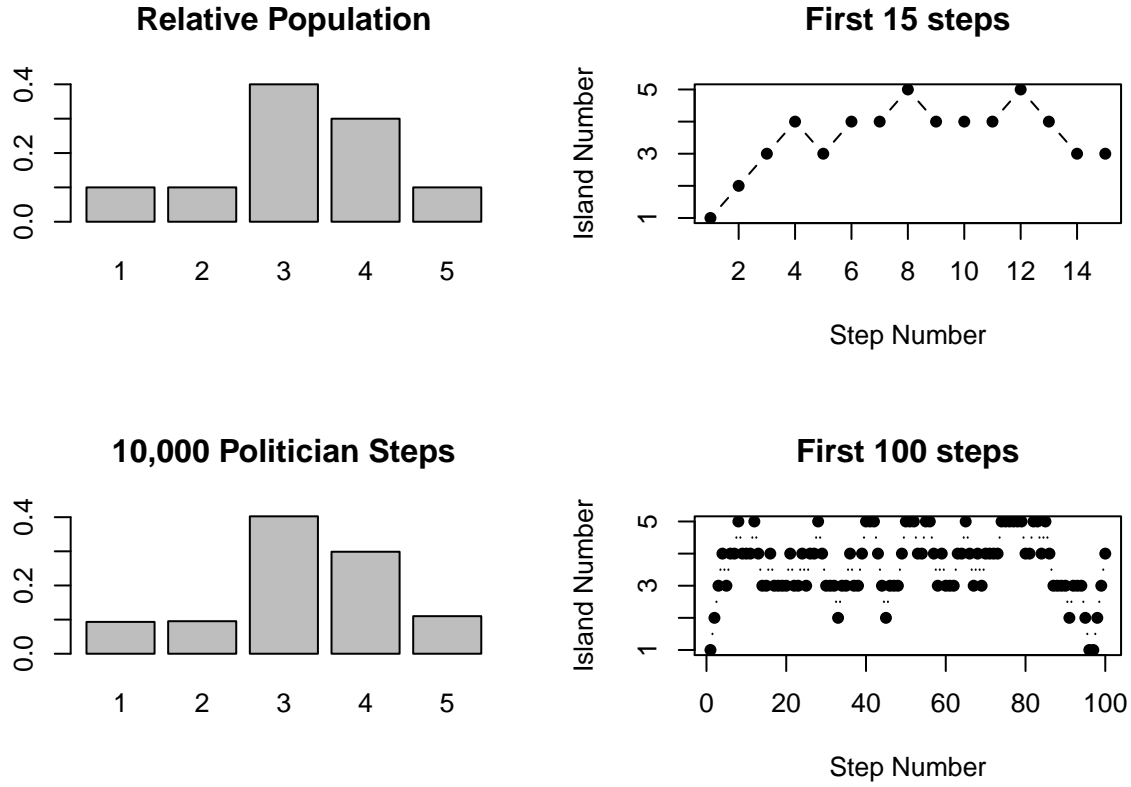 Relative Population
0.0 0.2 0.4
1 2 3 4 5
First 15 steps
Island Number
1 3 5
2 4 6 8 10 12 14
Step Number
10,000 Politician Steps
0.0 0.2 0.4
1 2 3 4 5
First 100 steps
Island Number
1 3 5
0 20 40 60 80 100
Step Number